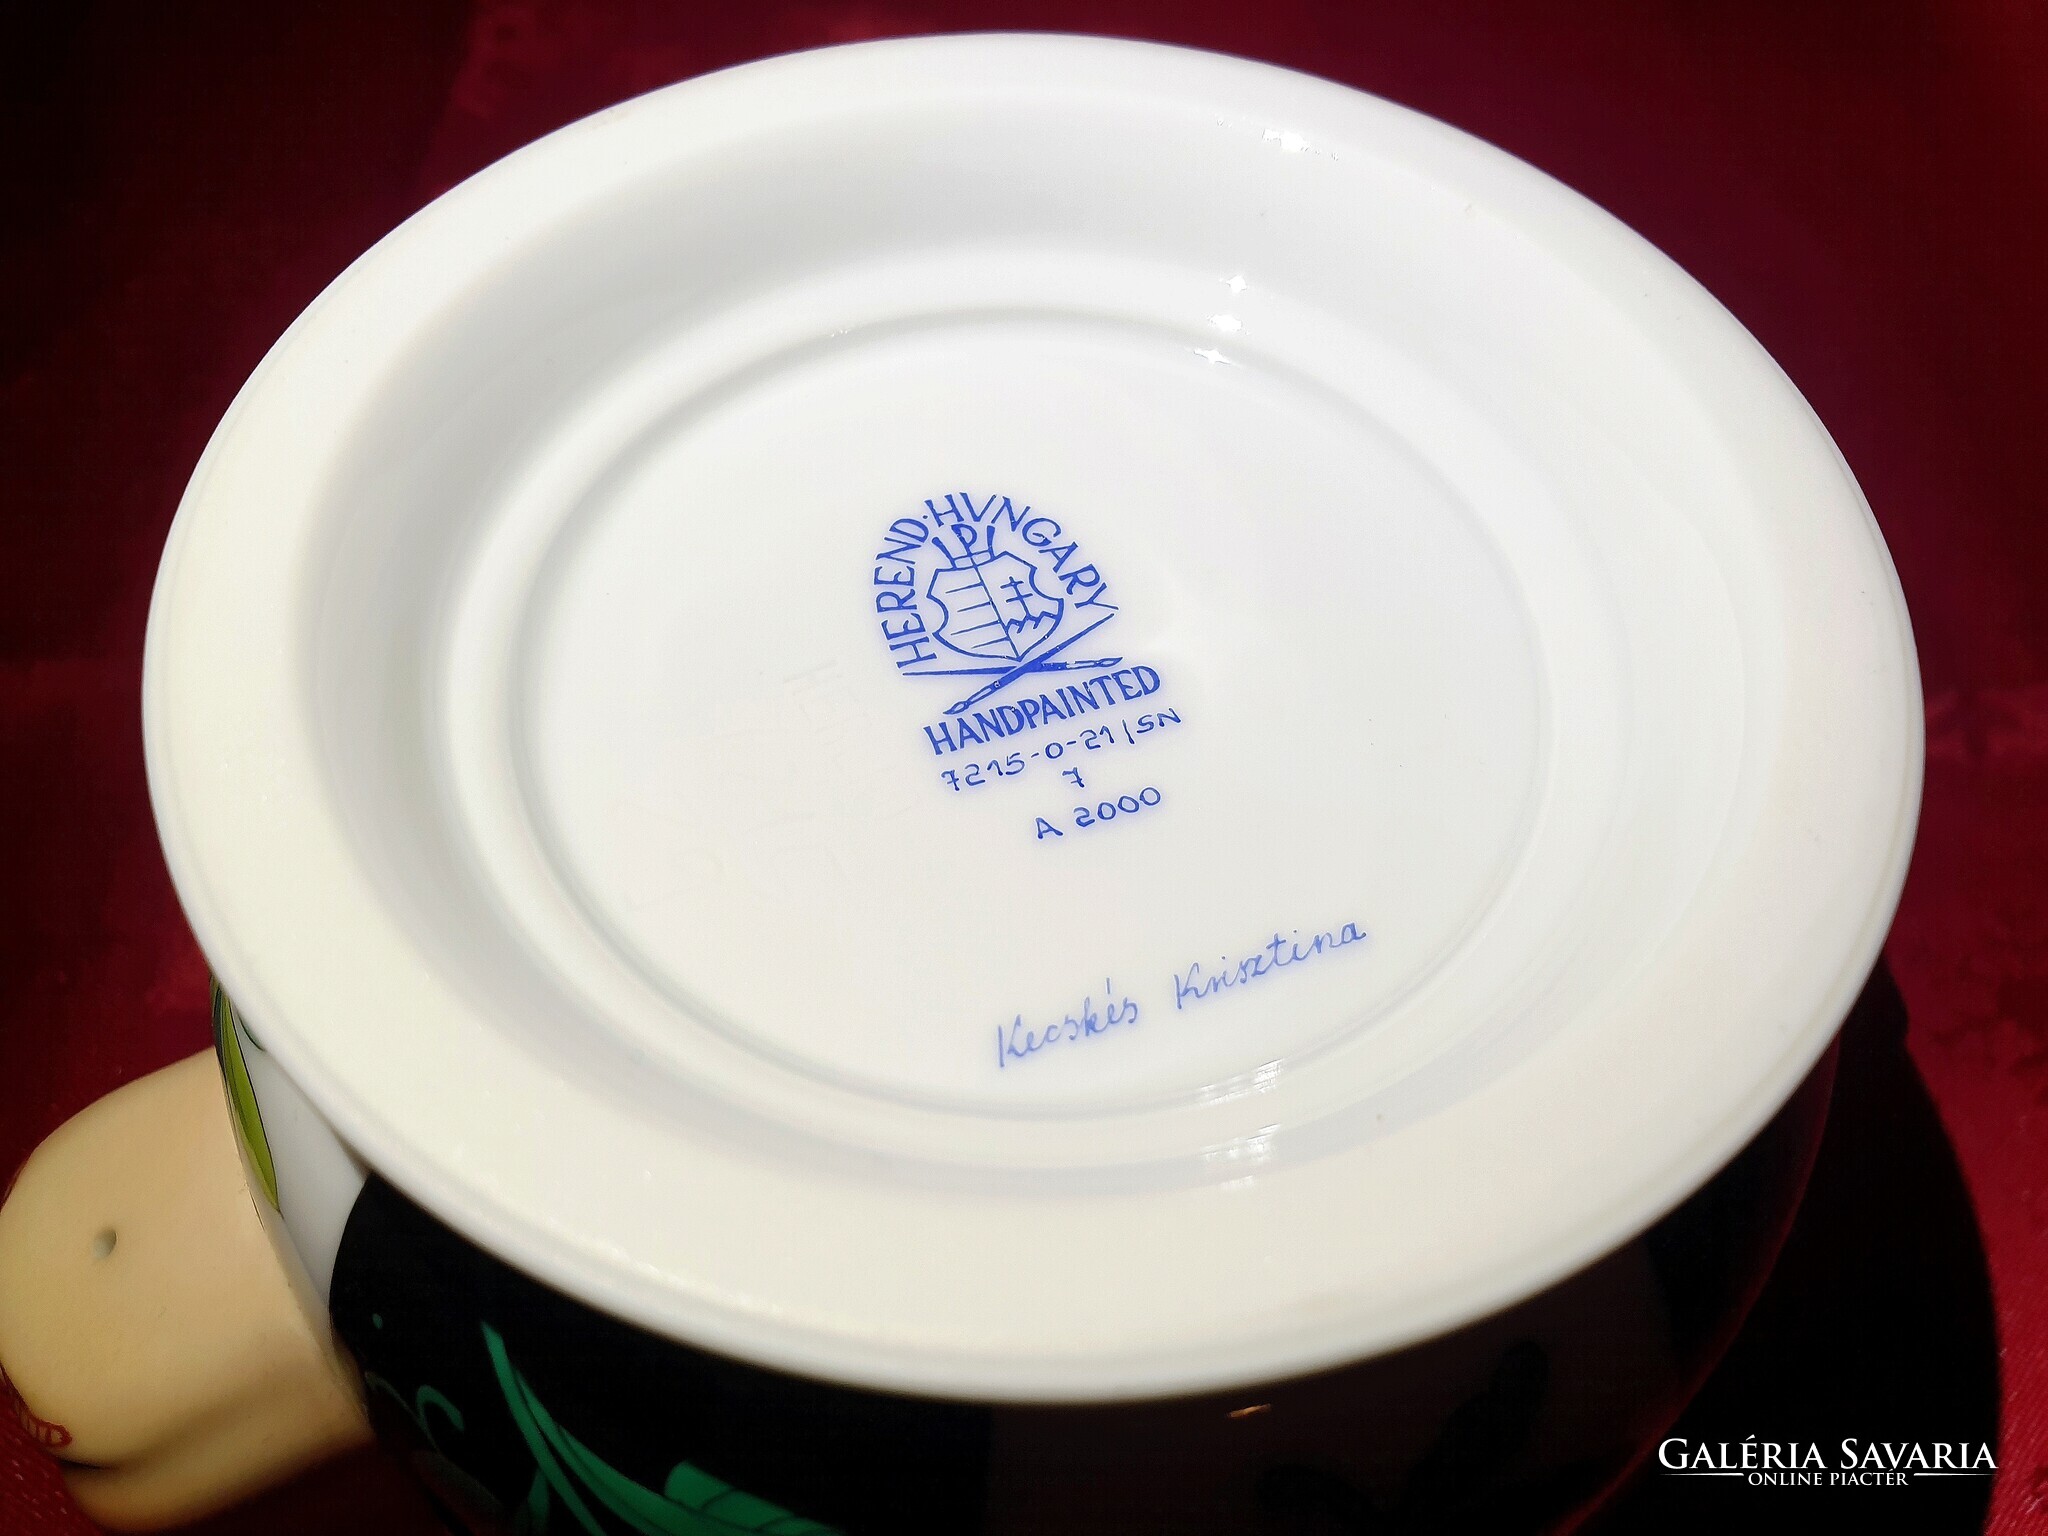 HEREND·HVNGARY
HANDPAINTED
7215-0-21/SN
7
A 2000
Kecskés Krisztina
GALÉRIA SAVARIA
ONLINE PIACTÉR